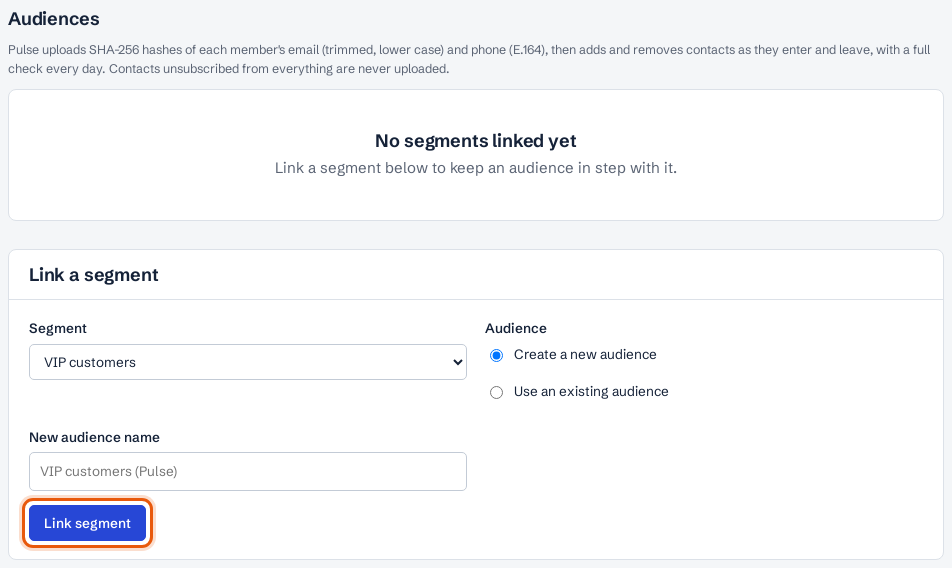 Audiences
Pulse uploads SHA-256 hashes of each member's email (trimmed, lower case) and phone (E.164), then adds and removes contacts as they enter and leave, with a full
check every day. Contacts unsubscribed from everything are never uploaded.
No segments linked yet
Link a segment below to keep an audience in step with it.
Link a segment
Segment
VIP customers
Audience
Create a new audience
Use an existing audience
New audience name
VIP customers (Pulse)
Link segment